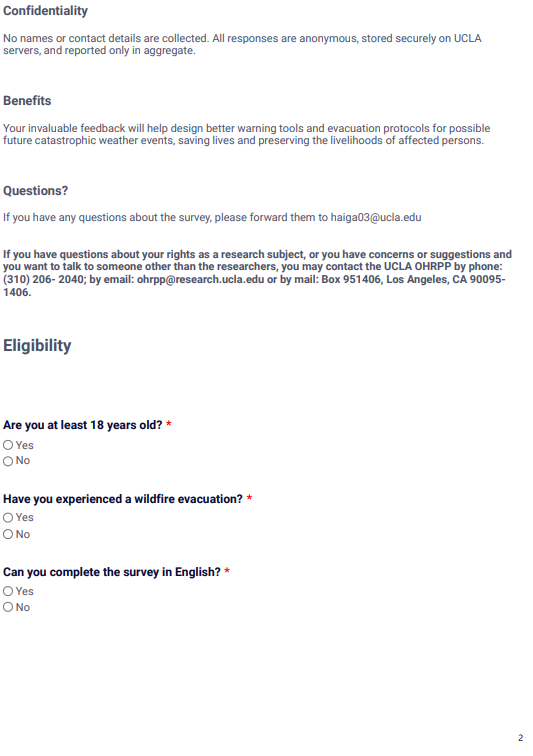 Confidentiality
No names or contact details are collected. All responses are anonymous, stored securely on UCLA
servers, and reported only in aggregate.
Benefits
Your invaluable feedback will help design better warning tools and evacuation protocols for possible
future catastrophic weather events, saving lives and preserving the livelihoods of affected persons.
Questions?
If you have any questions about the survey, please forward them to haiga03@ucla.edu
If you have questions about your rights as a research subject, or you have concerns or suggestions and
you want to talk to someone other than the researchers, you may contact the UCLA OHRPP by phone:
(310) 206- 2040; by email: ohrpp@research.ucla.edu or by mail: Box 951406, Los Angeles, CA 90095-
1406.
Eligibility
Are you at least 18 years old? *
Yes
No
Have you experienced a wildfire evacuation? *
Yes
No
Can you complete the survey in English? *
Yes
No
2